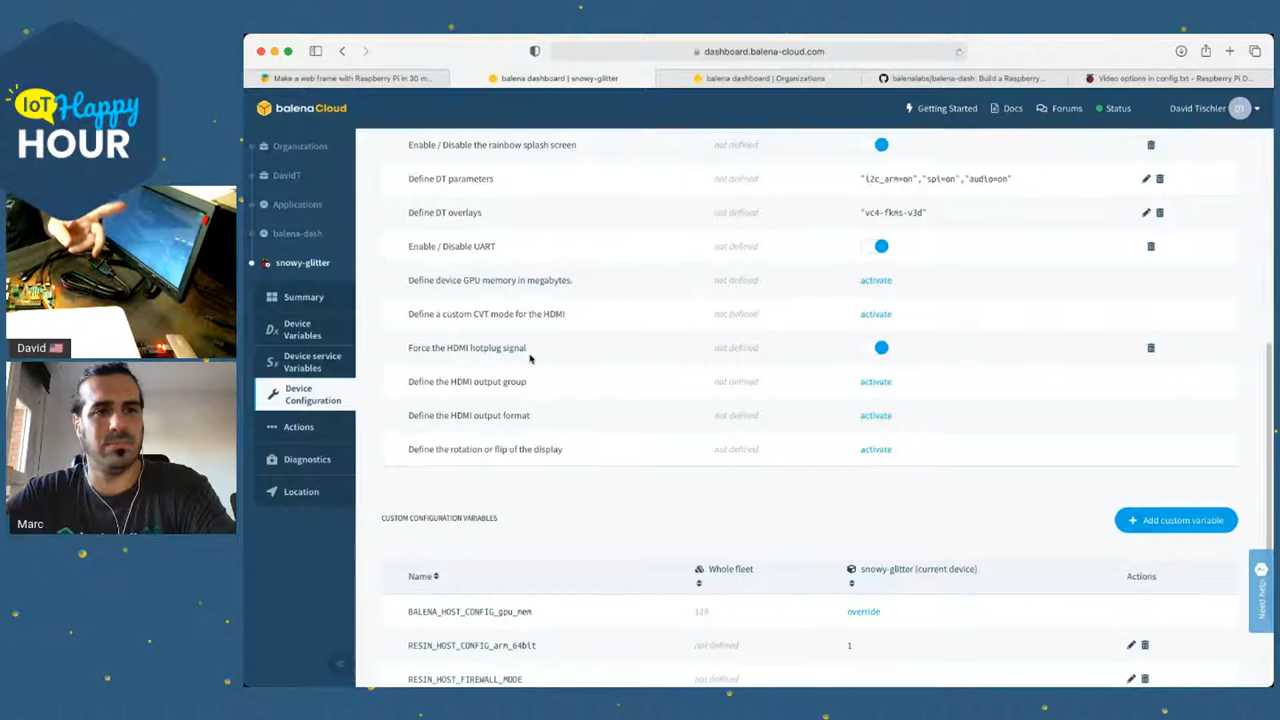 IoT Happy
HOUR
David
Marc
dashboard.balena-cloud.com
Make a web frame with Raspberry Pi in 30 m...
balena dashboard | snowy-glitter
balena dashboard | Organizations
balenalabs/balena-dash: Build a Raspberry...
Video options in config.txt - Raspberry Pi D...
balenaCloud
Getting Started
Docs
Forums
Status
David Tischler
DT
Organizations
DavidT
Applications
balena-dash
snowy-glitter
Summary
Dx Device
Variables
Sx Device service
Variables
Device
Configuration
Actions
Diagnostics
Location
«
Enable / Disable the rainbow splash screen not defined
Define DT parameters not defined "i2c_arm=on","spi=on","audio=on"
Define DT overlays not defined "vc4-fkms-v3d"
Enable / Disable UART not defined
Define device GPU memory in megabytes. not defined activate
Define a custom CVT mode for the HDMI not defined activate
Force the HDMI hotplug signal not defined
Define the HDMI output group not defined activate
Define the HDMI output format not defined activate
Define the rotation or flip of the display not defined activate
CUSTOM CONFIGURATION VARIABLES
+ Add custom variable
Name Whole fleet snowy-glitter (current device) Actions
BALENA_HOST_CONFIG_gpu_mem 128 override
RESIN_HOST_CONFIG_arm_64bit not defined 1
RESIN_HOST_FIREWALL_MODE not defined
Need help